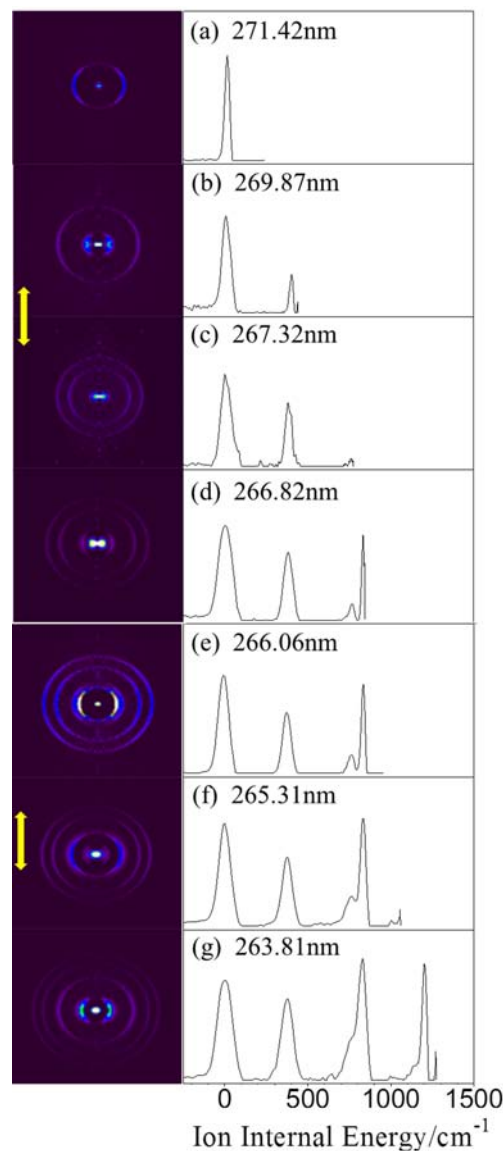 (a) 271.42nm
(b) 269.87nm
(c) 267.32nm
(d) 266.82nm
(e) 266.06nm
(f) 265.31nm
(g) 263.81nm
0 500 1000 1500
Ion Internal Energy/cm⁻¹